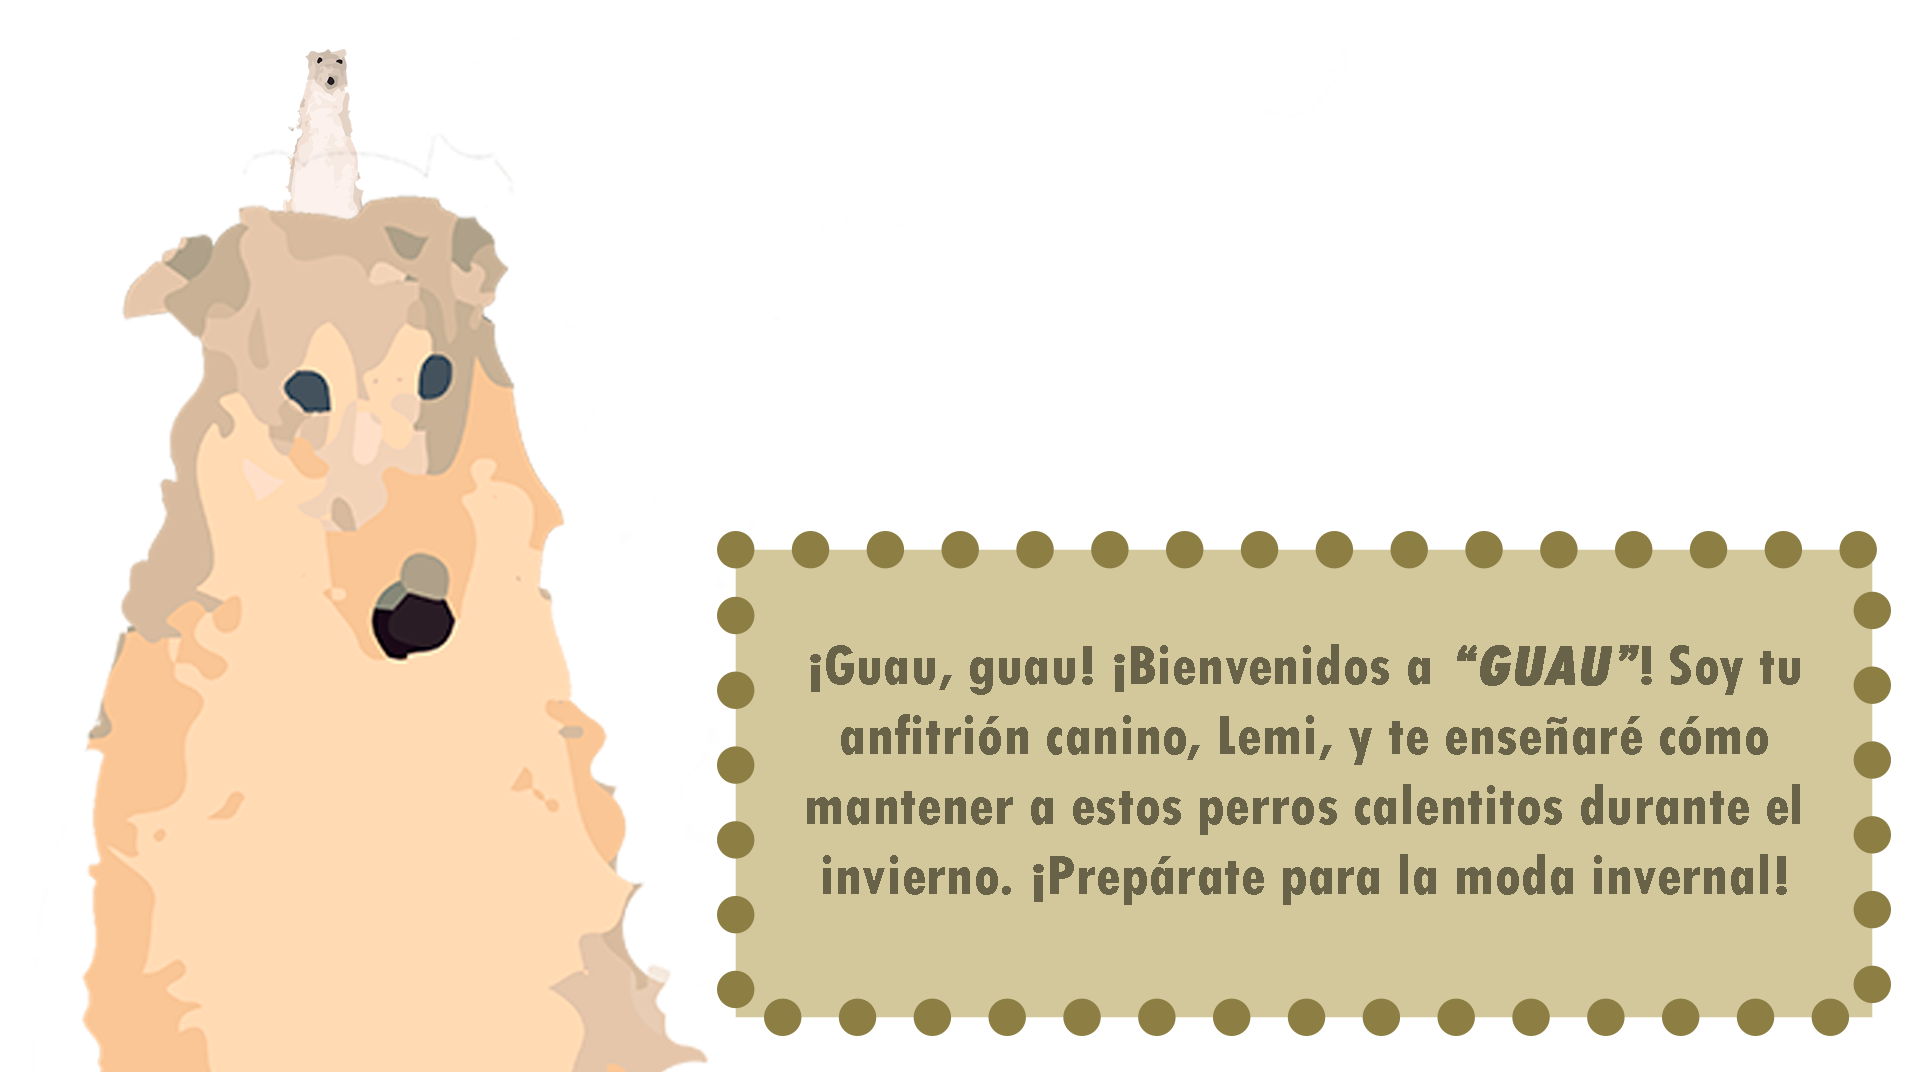 ¡Guau, guau! ¡Bienvenidos a “GUAU”! Soy tu
anfitrión canino, Lemi, y te enseñaré cómo
mantener a estos perros calentitos durante el
invierno. ¡Prepárate para la moda invernal!